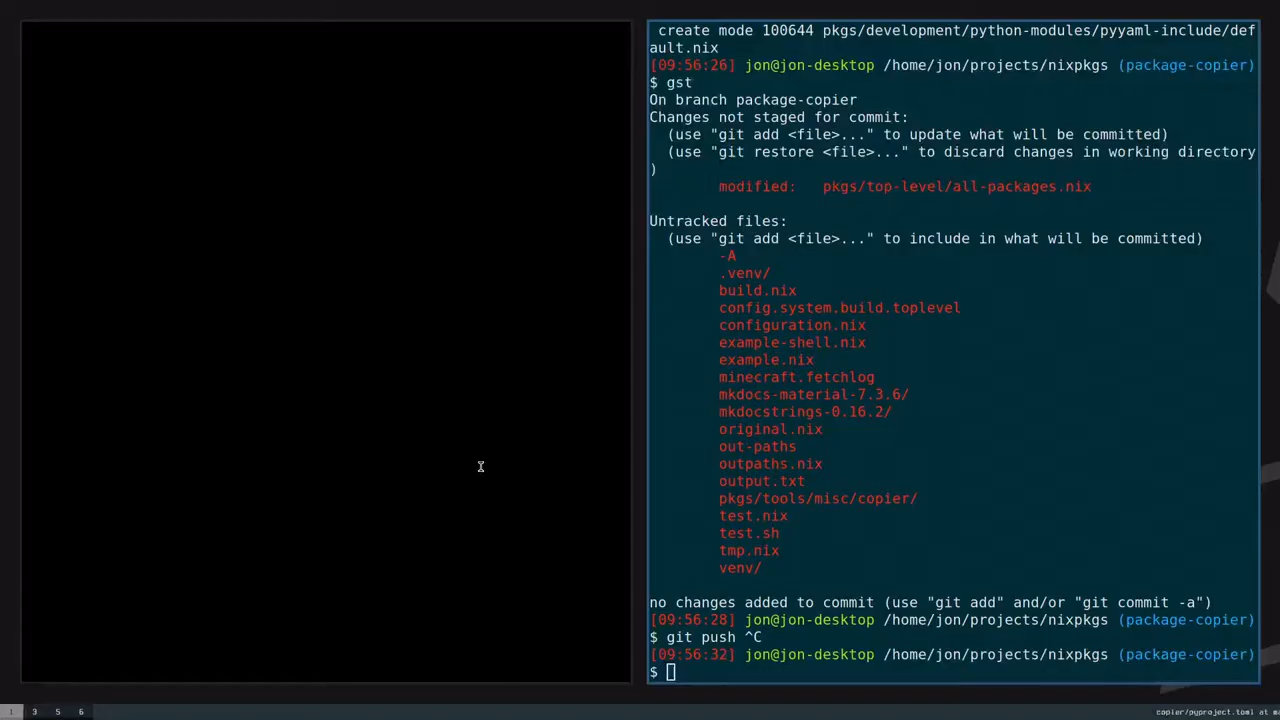 create mode 100644 pkgs/development/python-modules/pyyaml-include/def
ault.nix
[09:56:26] jon@jon-desktop /home/jon/projects/nixpkgs (package-copier)
$ gst
On branch package-copier
Changes not staged for commit:
(use "git add <file>..." to update what will be committed)
(use "git restore <file>..." to discard changes in working directory
)
modified:   pkgs/top-level/all-packages.nix
Untracked files:
(use "git add <file>..." to include in what will be committed)
-A
.venv/
build.nix
config.system.build.toplevel
configuration.nix
example-shell.nix
example.nix
minecraft.fetchlog
mkdocs-material-7.3.6/
mkdocstrings-0.16.2/
original.nix
out-paths
outpaths.nix
output.txt
pkgs/tools/misc/copier/
test.nix
test.sh
tmp.nix
venv/
no changes added to commit (use "git add" and/or "git commit -a")
[09:56:28] jon@jon-desktop /home/jon/projects/nixpkgs (package-copier)
$ git push ^C
[09:56:32] jon@jon-desktop /home/jon/projects/nixpkgs (package-copier)
$
1 3 5 6
copier/pyproject.toml at m